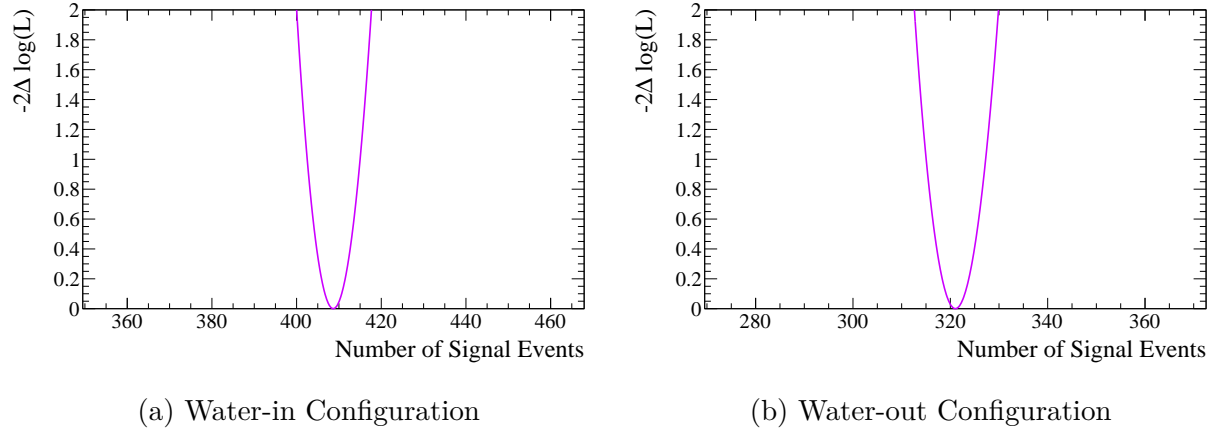 -2Δ log(L)
2
1.8
1.6
1.4
1.2
1
0.8
0.6
0.4
0.2
0
360 380 400 420 440 460
Number of Signal Events
(a) Water-in Configuration
-2Δ log(L)
2
1.8
1.6
1.4
1.2
1
0.8
0.6
0.4
0.2
0
280 300 320 340 360
Number of Signal Events
(b) Water-out Configuration